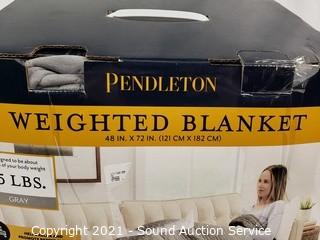 PENDLETON
WEIGHTED BLANKET
48 IN. X 72 IN. (121 CM X 182 CM)
igned to be about
of your body weight
5 LBS.
GRAY
Copyright 2021 - Sound Auction Service